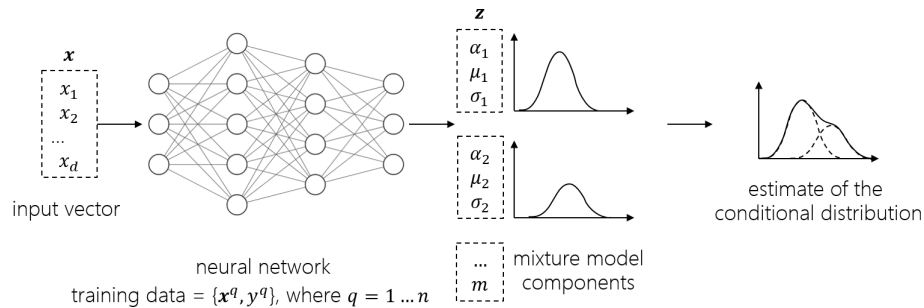 x
x₁
x₂
...
x_d
input vector
neural network
training data = {x^q, y^q}, where q = 1 … n
z
α₁
μ₁
σ₁
α₂
μ₂
σ₂
...
m
mixture model
components
estimate of the
conditional distribution